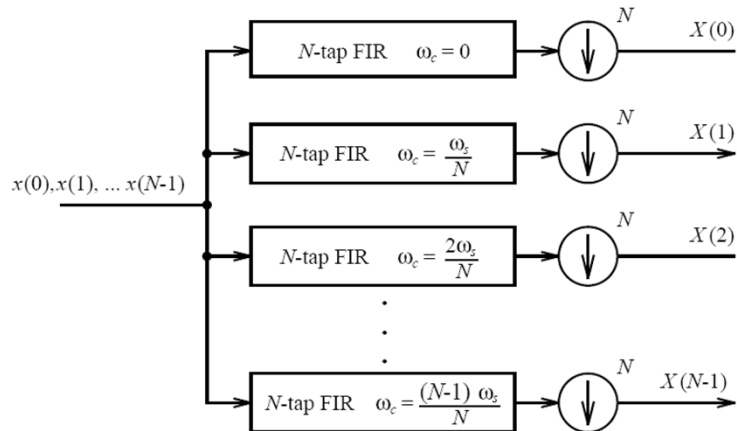 N
X(0)
N-tap FIR ω_c = 0
N
X(1)
N-tap FIR ω_c = ω_s/N
x(0),x(1), ... x(N-1)
N
X(2)
N-tap FIR ω_c = 2ω_s/N
.
.
.
N
X(N-1)
N-tap FIR ω_c = (N-1) ω_s/N